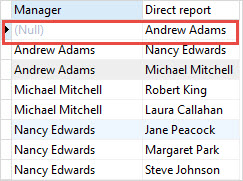 Manager Direct report
(Null) Andrew Adams
Andrew Adams Nancy Edwards
Andrew Adams Michael Mitchell
Michael Mitchell Robert King
Michael Mitchell Laura Callahan
Nancy Edwards Jane Peacock
Nancy Edwards Margaret Park
Nancy Edwards Steve Johnson